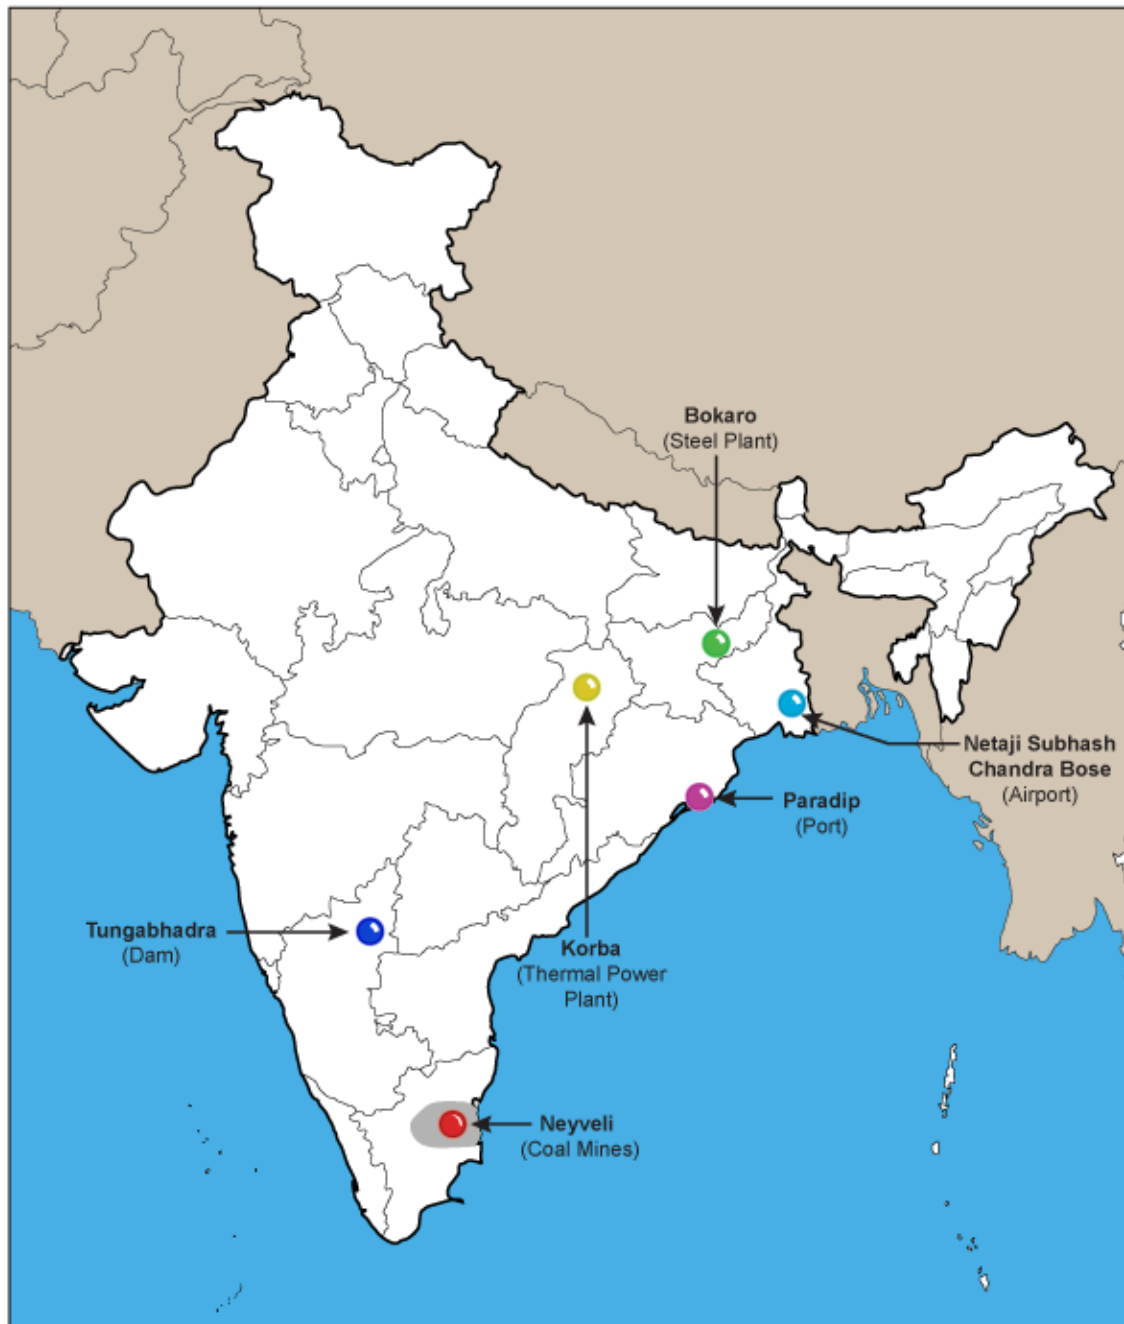 Bokaro
(Steel Plant)
Netaji Subhash
Chandra Bose
(Airport)
Paradip
(Port)
Tungabhadra
(Dam)
Korba
(Thermal Power
Plant)
Neyveli
(Coal Mines)